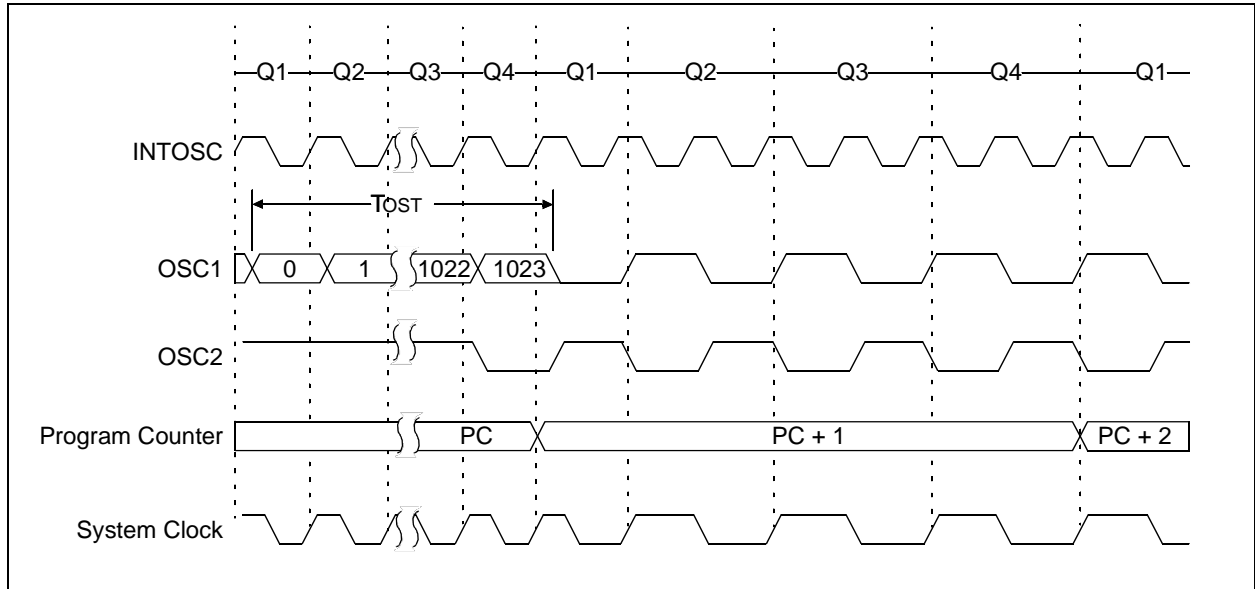 Q1 Q2 Q3 Q4 Q1 Q2 Q3 Q4 Q1
INTOSC
TOST
OSC1 0 1 1022 1023
OSC2
Program Counter PC PC + 1 PC + 2
System Clock